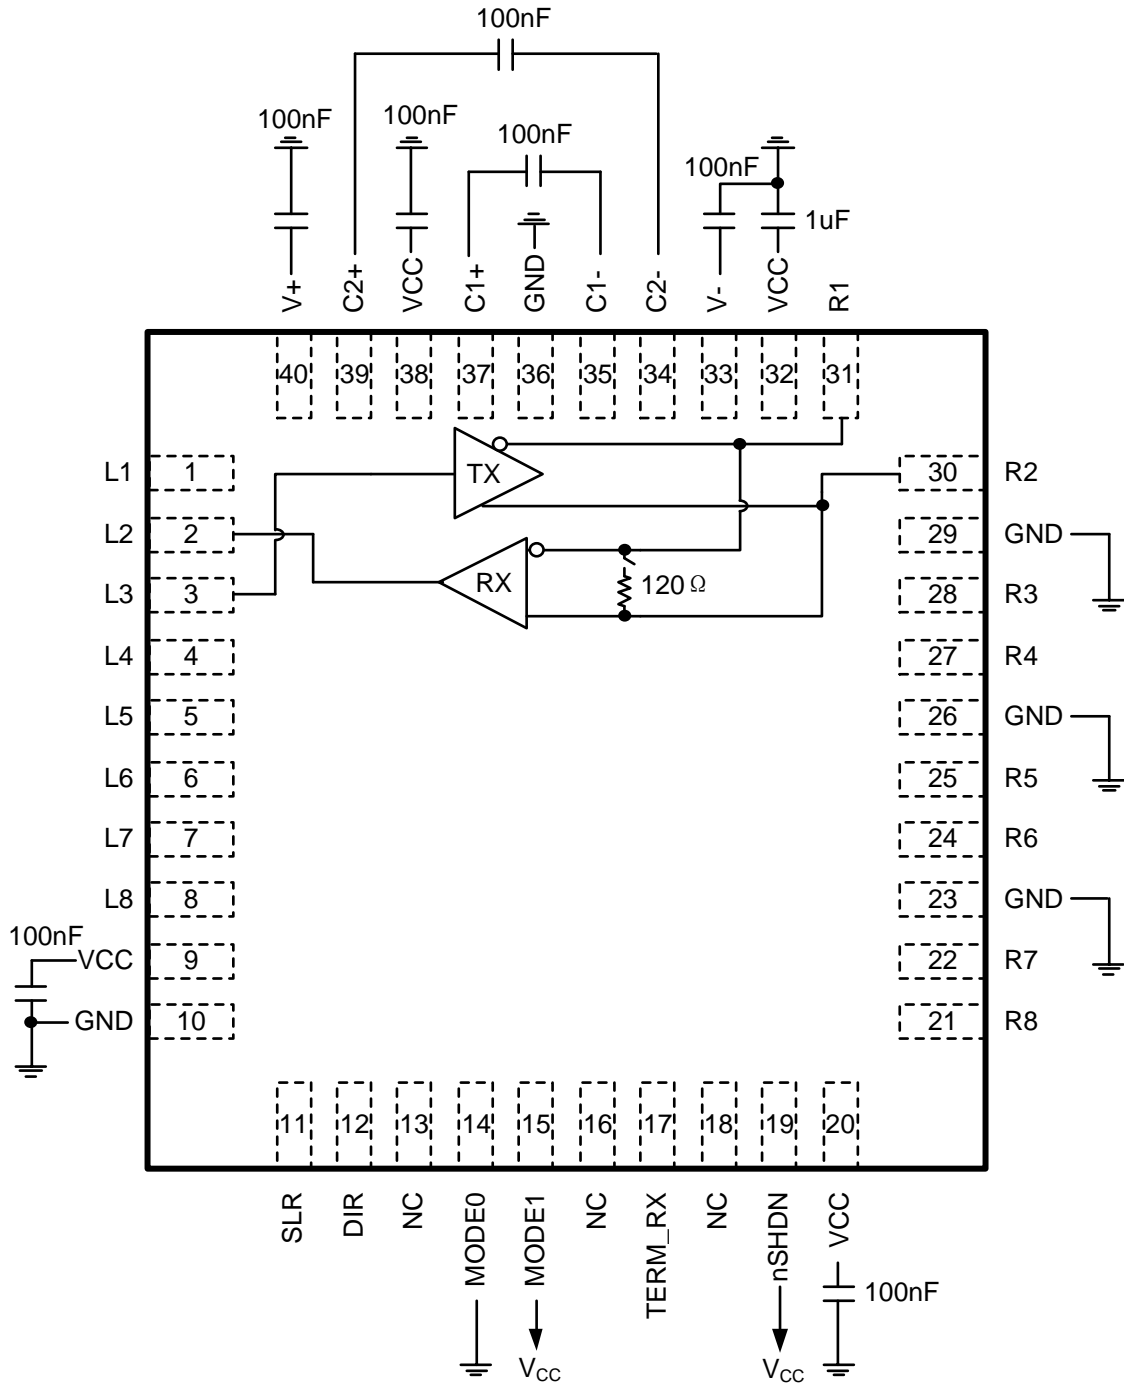 100nF
100nF
100nF
100nF
100nF
1uF
V+
C2+
VCC
C1+
GND
C1-
C2-
V-
VCC
R1
40
39
38
37
36
35
34
33
32
31
TX
L1
1
30
R2
L2
2
29
GND
RX
120Ω
L3
3
28
R3
L4
4
27
R4
L5
5
26
GND
L6
6
25
R5
L7
7
24
R6
L8
8
23
GND
100nF
VCC
9
22
R7
GND
10
21
R8
11
12
13
14
15
16
17
18
19
20
SLR
DIR
NC
MODE0
MODE1
NC
TERM_RX
NC
nSHDN
VCC
100nF
VCC
VCC